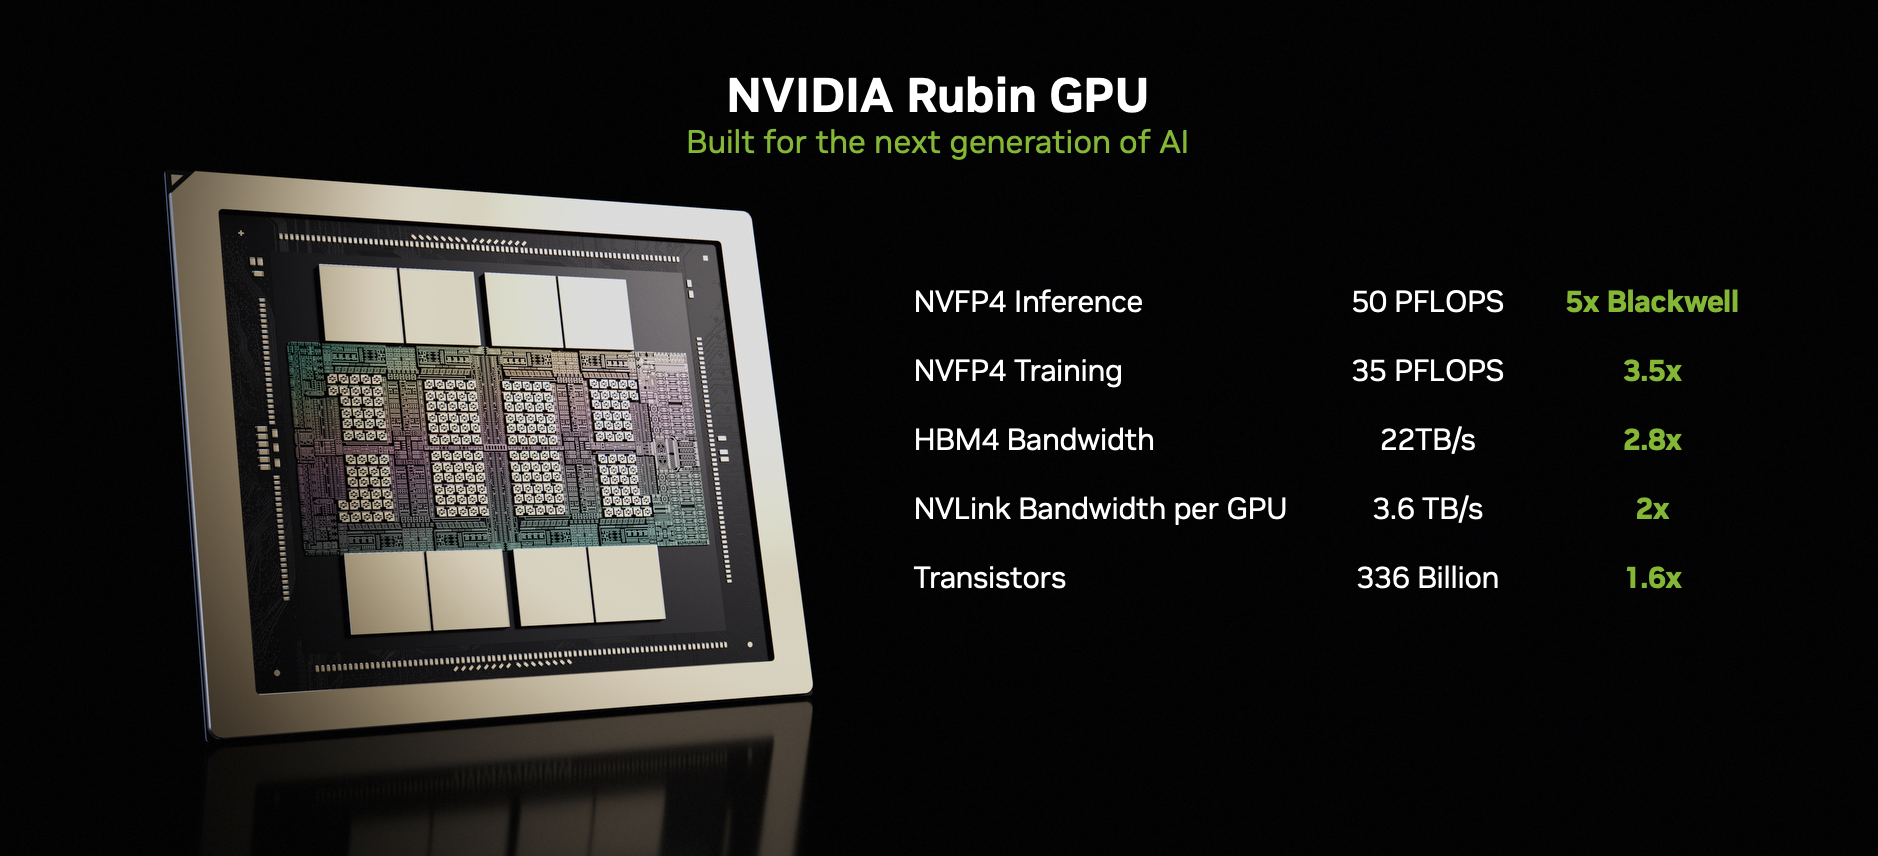 NVIDIA Rubin GPU
Built for the next generation of AI
NVFP4 Inference 50 PFLOPS 5x Blackwell
NVFP4 Training 35 PFLOPS 3.5x
HBM4 Bandwidth 22TB/s 2.8x
NVLink Bandwidth per GPU 3.6 TB/s 2x
Transistors 336 Billion 1.6x